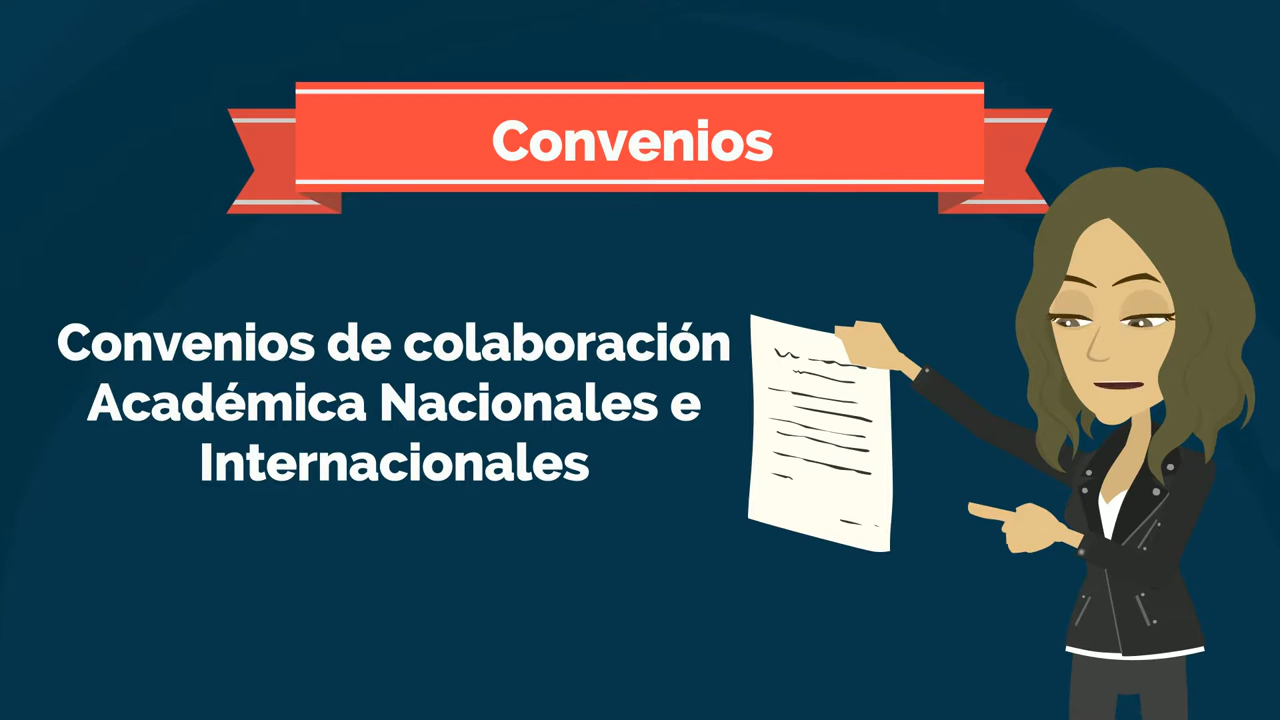 Convenios
Convenios de colaboración
Académica Nacionales e
Internacionales